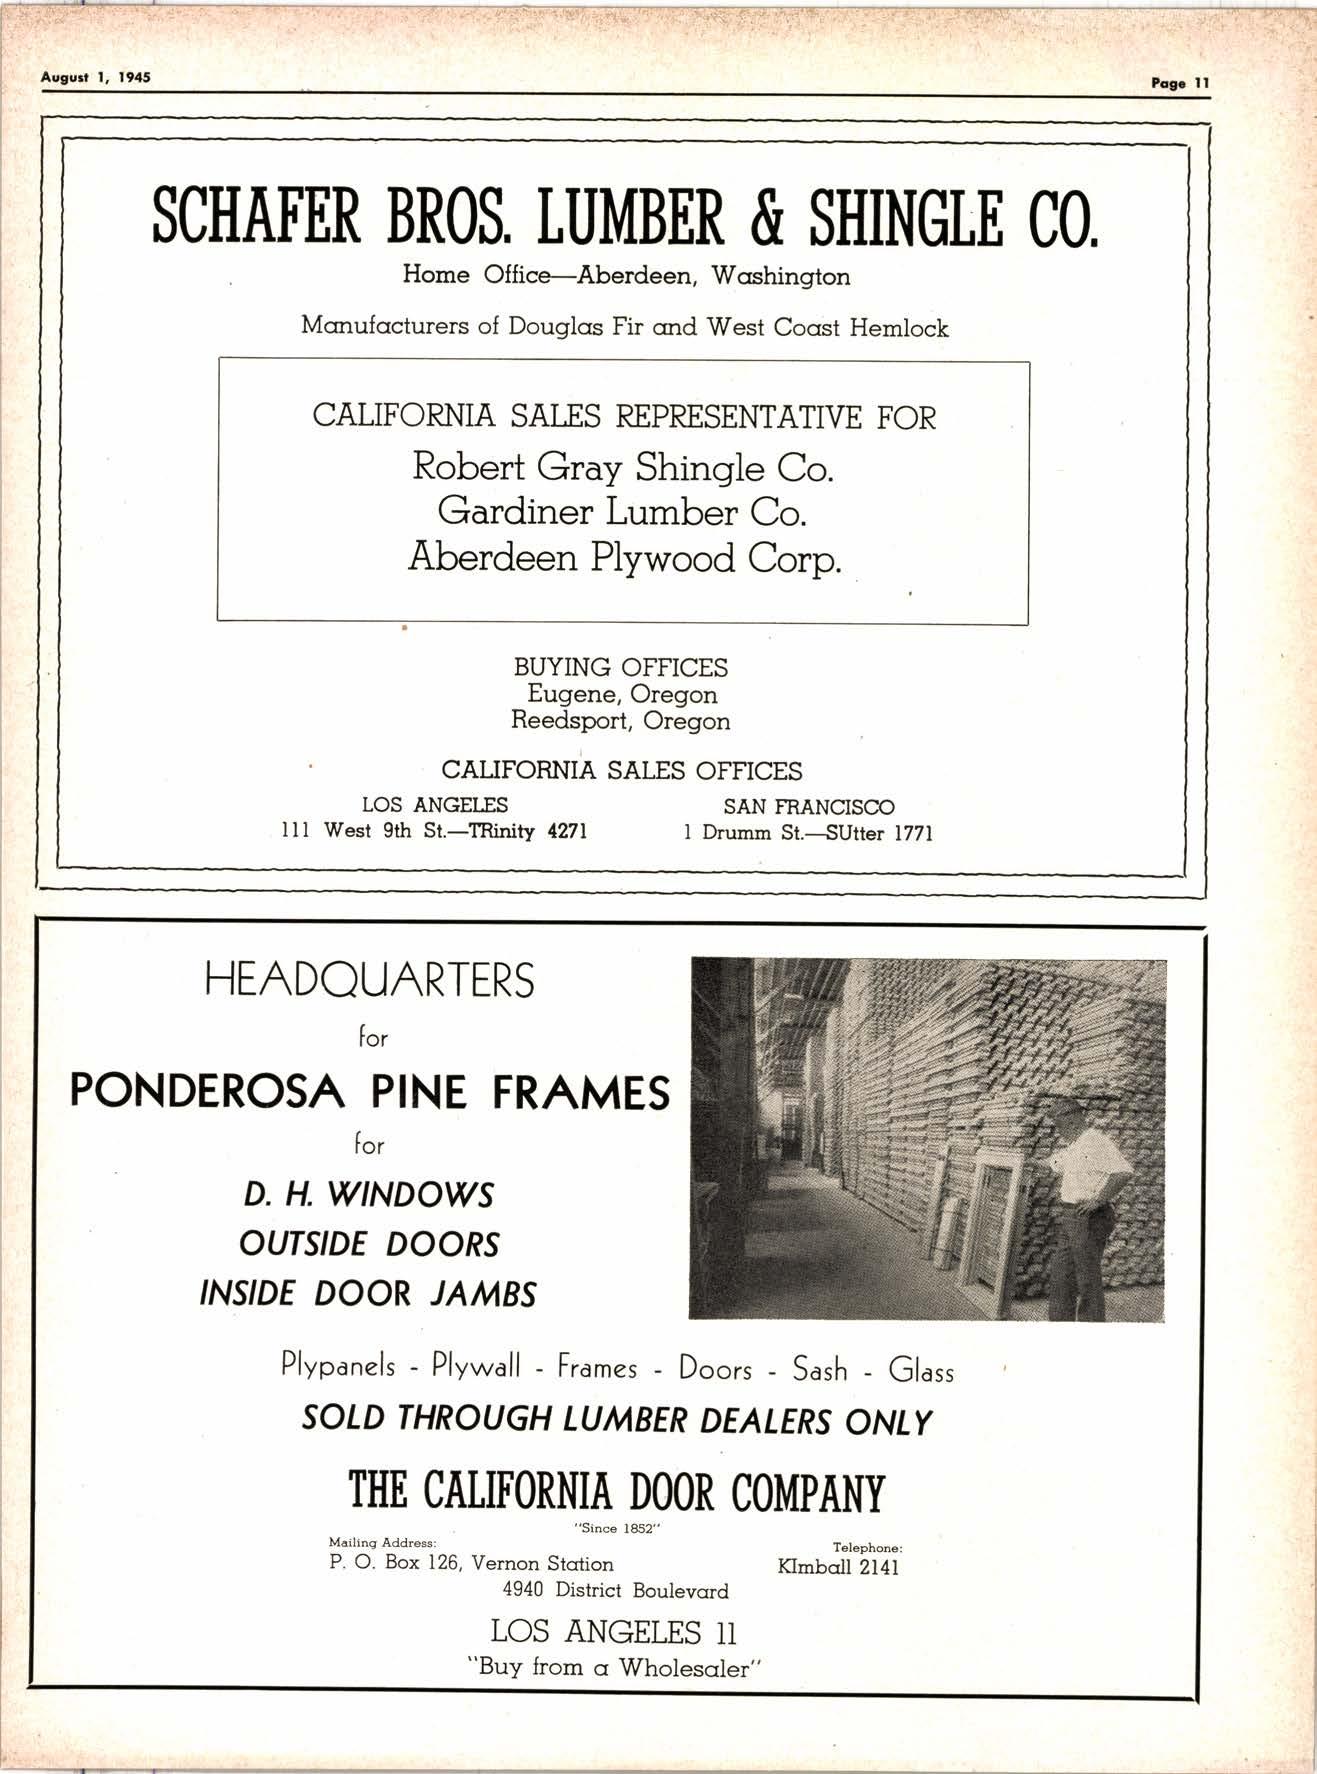 August 1, 1945
Page 11
SCHAFER BROS. LUMBER & SHINGLE CO.
Home Office—Aberdeen, Washington
Manufacturers of Douglas Fir and West Coast Hemlock
CALIFORNIA SALES REPRESENTATIVE FOR
Robert Gray Shingle Co.
Gardiner Lumber Co.
Aberdeen Plywood Corp.
BUYING OFFICES
Eugene, Oregon
Reedsport, Oregon
CALIFORNIA SALES OFFICES
LOS ANGELES
111 West 9th St.—TRinity 4271
SAN FRANCISCO
1 Drumm St.—SUtter 1771
HEADQUARTERS
for
PONDEROSA PINE FRAMES
for
D. H. WINDOWS
OUTSIDE DOORS
INSIDE DOOR JAMBS
Plypanels - Plywall - Frames - Doors - Sash - Glass
SOLD THROUGH LUMBER DEALERS ONLY
THE CALIFORNIA DOOR COMPANY
"Since 1852"
Mailing Address:
P. O. Box 126, Vernon Station
Telephone:
KImball 2141
4940 District Boulevard
LOS ANGELES 11
"Buy from a Wholesaler"